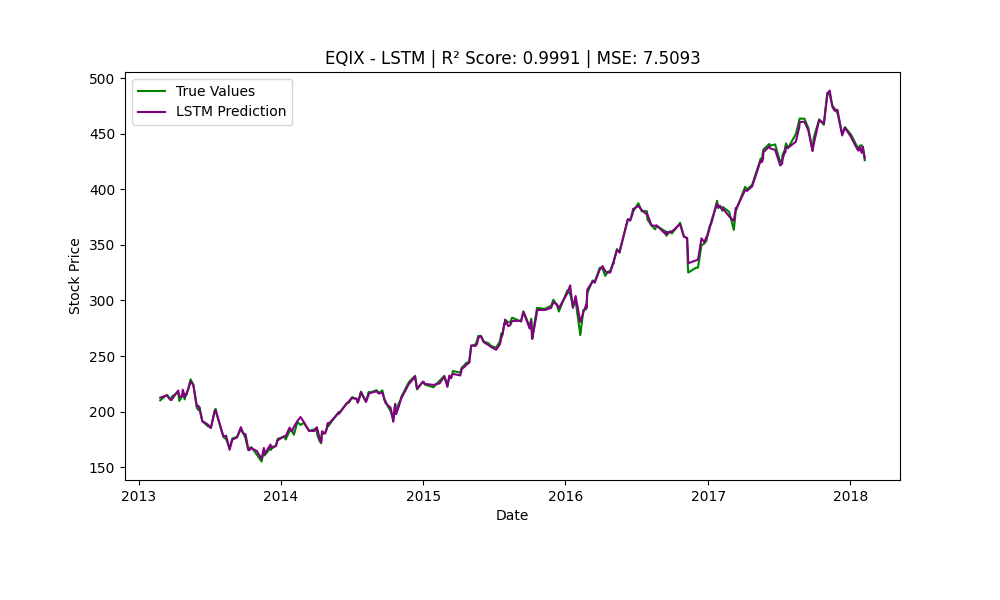 EQIX - LSTM | R² Score: 0.9991 | MSE: 7.5093
True Values
LSTM Prediction
500
450
400
350
300
250
200
150
Stock Price
2013 2014 2015 2016 2017 2018
Date